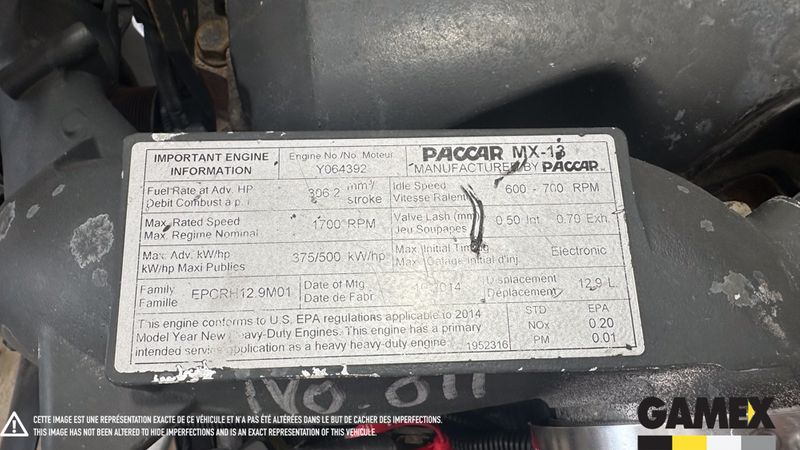 IMPORTANT ENGINE
INFORMATION
Engine No/No. Moteur
Y064392
PACCAR MX-13
MANUFACTURED BY PACCAR INC
Fuel Rate at Adv. HP
Debit Combust a p.
306.2 mm³/
stroke
Idle Speed
Vitesse Ralenti
600 - 700 RPM
Max. Rated Speed
Max. Regime Nominal
1700 RPM
Valve Lash (mm)
Jeu Soupapes
0.50 Int. 0.70 Exh.
Max. Adv. kW/hp
kW/hp Maxi Publies
375/500 kW/hp
Max. Initial Timing
Max. Calage Initial d'inj.
Electronic
Family
Famille
EPCRH12.9M01
Date of Mfg.
Date de Fabr.
2014
Displacement
Déplacement
12.9 L
This engine conforms to U.S. EPA regulations applicable to 2014
Model Year New Heavy-Duty Engines. This engine has a primary
intended service application as a heavy heavy-duty engine.
1952316
STD EPA
NOx 0.20
PM 0.01
CETTE IMAGE EST UNE REPRÉSENTATION EXACTE DE CE VÉHICULE ET N'A PAS ÉTÉ ALTÉRÉES DANS LE BUT DE CACHER DES IMPERFECTIONS.
THIS IMAGE HAS NOT BEEN ALTERED TO HIDE IMPERFECTIONS AND IS AN EXACT REPRESENTATION OF THIS VEHICLE.
GAMEX